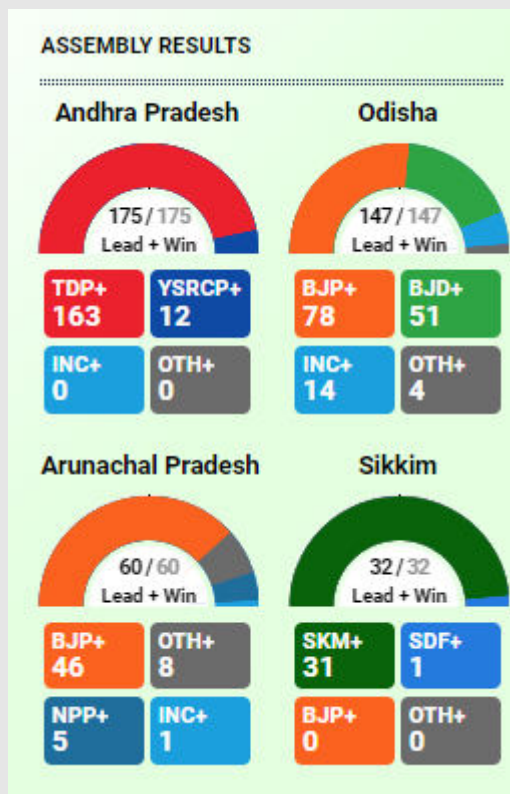 ASSEMBLY RESULTS
Andhra Pradesh
175/175
Lead + Win
TDP+
163
YSRCP+
12
INC+
0
OTH+
0
Odisha
147/147
Lead + Win
BJP+
78
BJD+
51
INC+
14
OTH+
4
Arunachal Pradesh
60/60
Lead + Win
BJP+
46
OTH+
8
NPP+
5
INC+
1
Sikkim
32/32
Lead + Win
SKM+
31
SDF+
1
BJP+
0
OTH+
0